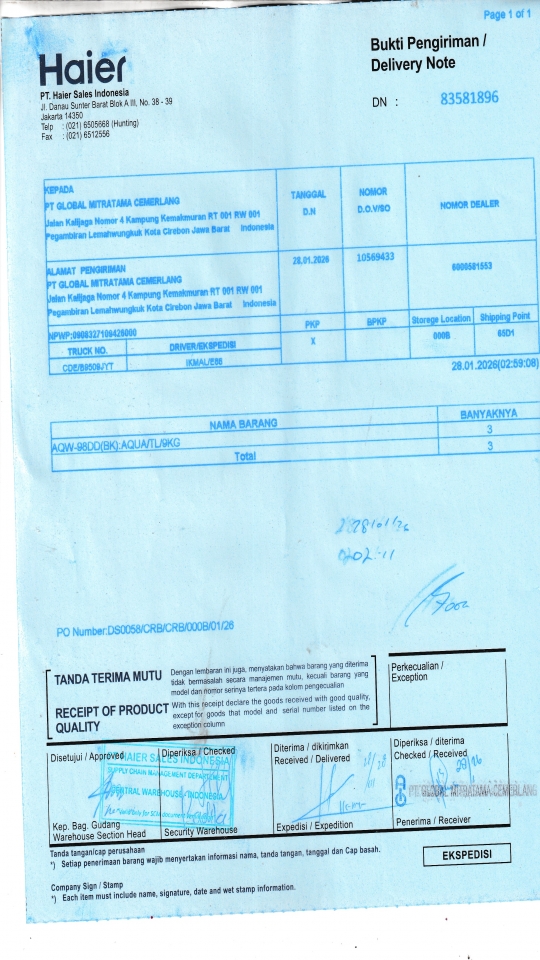 Page 1 of 1
Haier
Bukti Pengiriman /
Delivery Note
PT. Haier Sales Indonesia
Jl. Danau Sunter Barat Blok A III, No. 38 - 39
Jakarta 14350
Telp : (021) 6505668 (Hunting)
Fax : (021) 6512556
DN : 83581896
KEPADA
PT GLOBAL MITRATAMA CEMERLANG
Jalan Kalijaga Nomor 4 Kampung Kemakmuran RT 001 RW 001
Pegambiran Lemahwungkuk Kota Cirebon Jawa Barat Indonesia
TANGGAL
D.N
NOMOR
D.O.V/SO
NOMOR DEALER
ALAMAT PENGIRIMAN
PT GLOBAL MITRATAMA CEMERLANG
Jalan Kalijaga Nomor 4 Kampung Kemakmuran RT 001 RW 001
Pegambiran Lemahwungkuk Kota Cirebon Jawa Barat Indonesia
28.01.2026
10569433
PKP
BPKP
Storege Location
Shipping Point
TRUCK NO.
DRIVER/EKSPEDISI
X
000B
65D1
28.01.2026(02:59:08)
NAMA BARANG
BANYAKNYA
AQW-98DD(BK):AQUA/TL/9KG
3
Total
3
PO Number:DS0058/CRB/CRB/000B/01/26
TANDA TERIMA MUTU
Dengan lembaran ini juga, menyatakan bahwa barang yang diterima
tidak bermasalah secara manajemen mutu, kecuali barang yang
model dan nomor serinya tertera pada kolom pengecualian
RECEIPT OF PRODUCT
QUALITY
With this receipt declare the goods received with good quality,
except for goods that model and serial number listed on the
exception column
Perkecualian /
Exception
Disetujui / Approved
Diperiksa / Checked
Diterima / dikirimkan
Received / Delivered
Diperiksa / diterima
Checked / Received
HAIER SALES INDONESIA
SUPPLY CHAIN MANAGEMENT DEPARTEMENT
CENTRAL WAREHOUSE - INDONESIA
PT. GLOBAL MITRATAMA CEMERLANG
Kep. Bag. Gudang
Warehouse Section Head
Security Warehouse
Expedisi / Expedition
Penerima / Receiver
Tanda tangan/cap perusahaan
*) Setiap penerimaan barang wajib menyertakan informasi nama, tanda tangan, tanggal dan Cap basah.
EKSPEDISI
Company Sign / Stamp
*) Each item must include name, signature, date and wet stamp information.